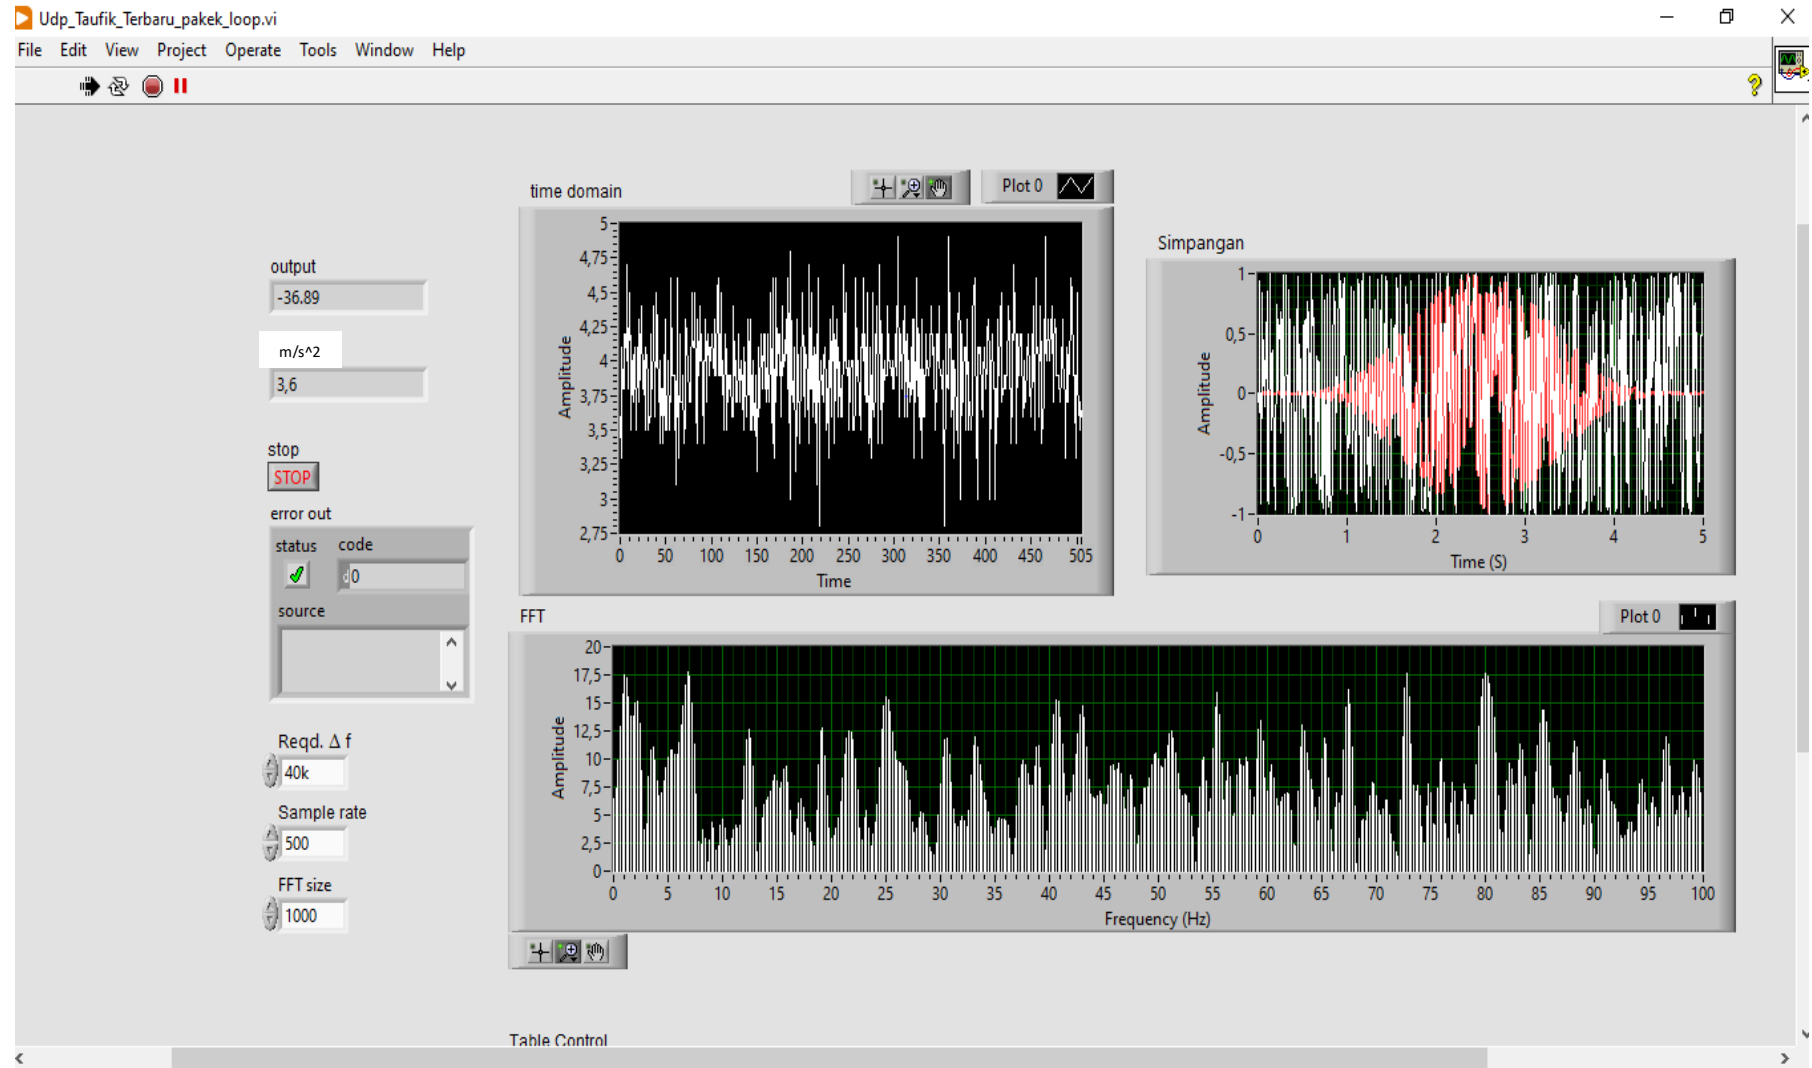 Udp_Taufik_Terbaru_pakek_loop.vi
File Edit View Project Operate Tools Window Help
output
-36.89
m/s^2
3,6
stop
STOP
error out
status code
d0
source
Reqd. Δ f
40k
Sample rate
500
FFT size
1000
time domain
Plot 0
Amplitude
5
4,75
4,5
4,25
4
3,75
3,5
3,25
3
2,75
0 50 100 150 200 250 300 350 400 450 505
Time
Simpangan
Amplitude
1
0,5
0
-0,5
-1
0 1 2 3 4 5
Time (S)
FFT
Plot 0
Amplitude
20
17,5
15
12,5
10
7,5
5
2,5
0
0 5 10 15 20 25 30 35 40 45 50 55 60 65 70 75 80 85 90 95 100
Frequency (Hz)
Table Control